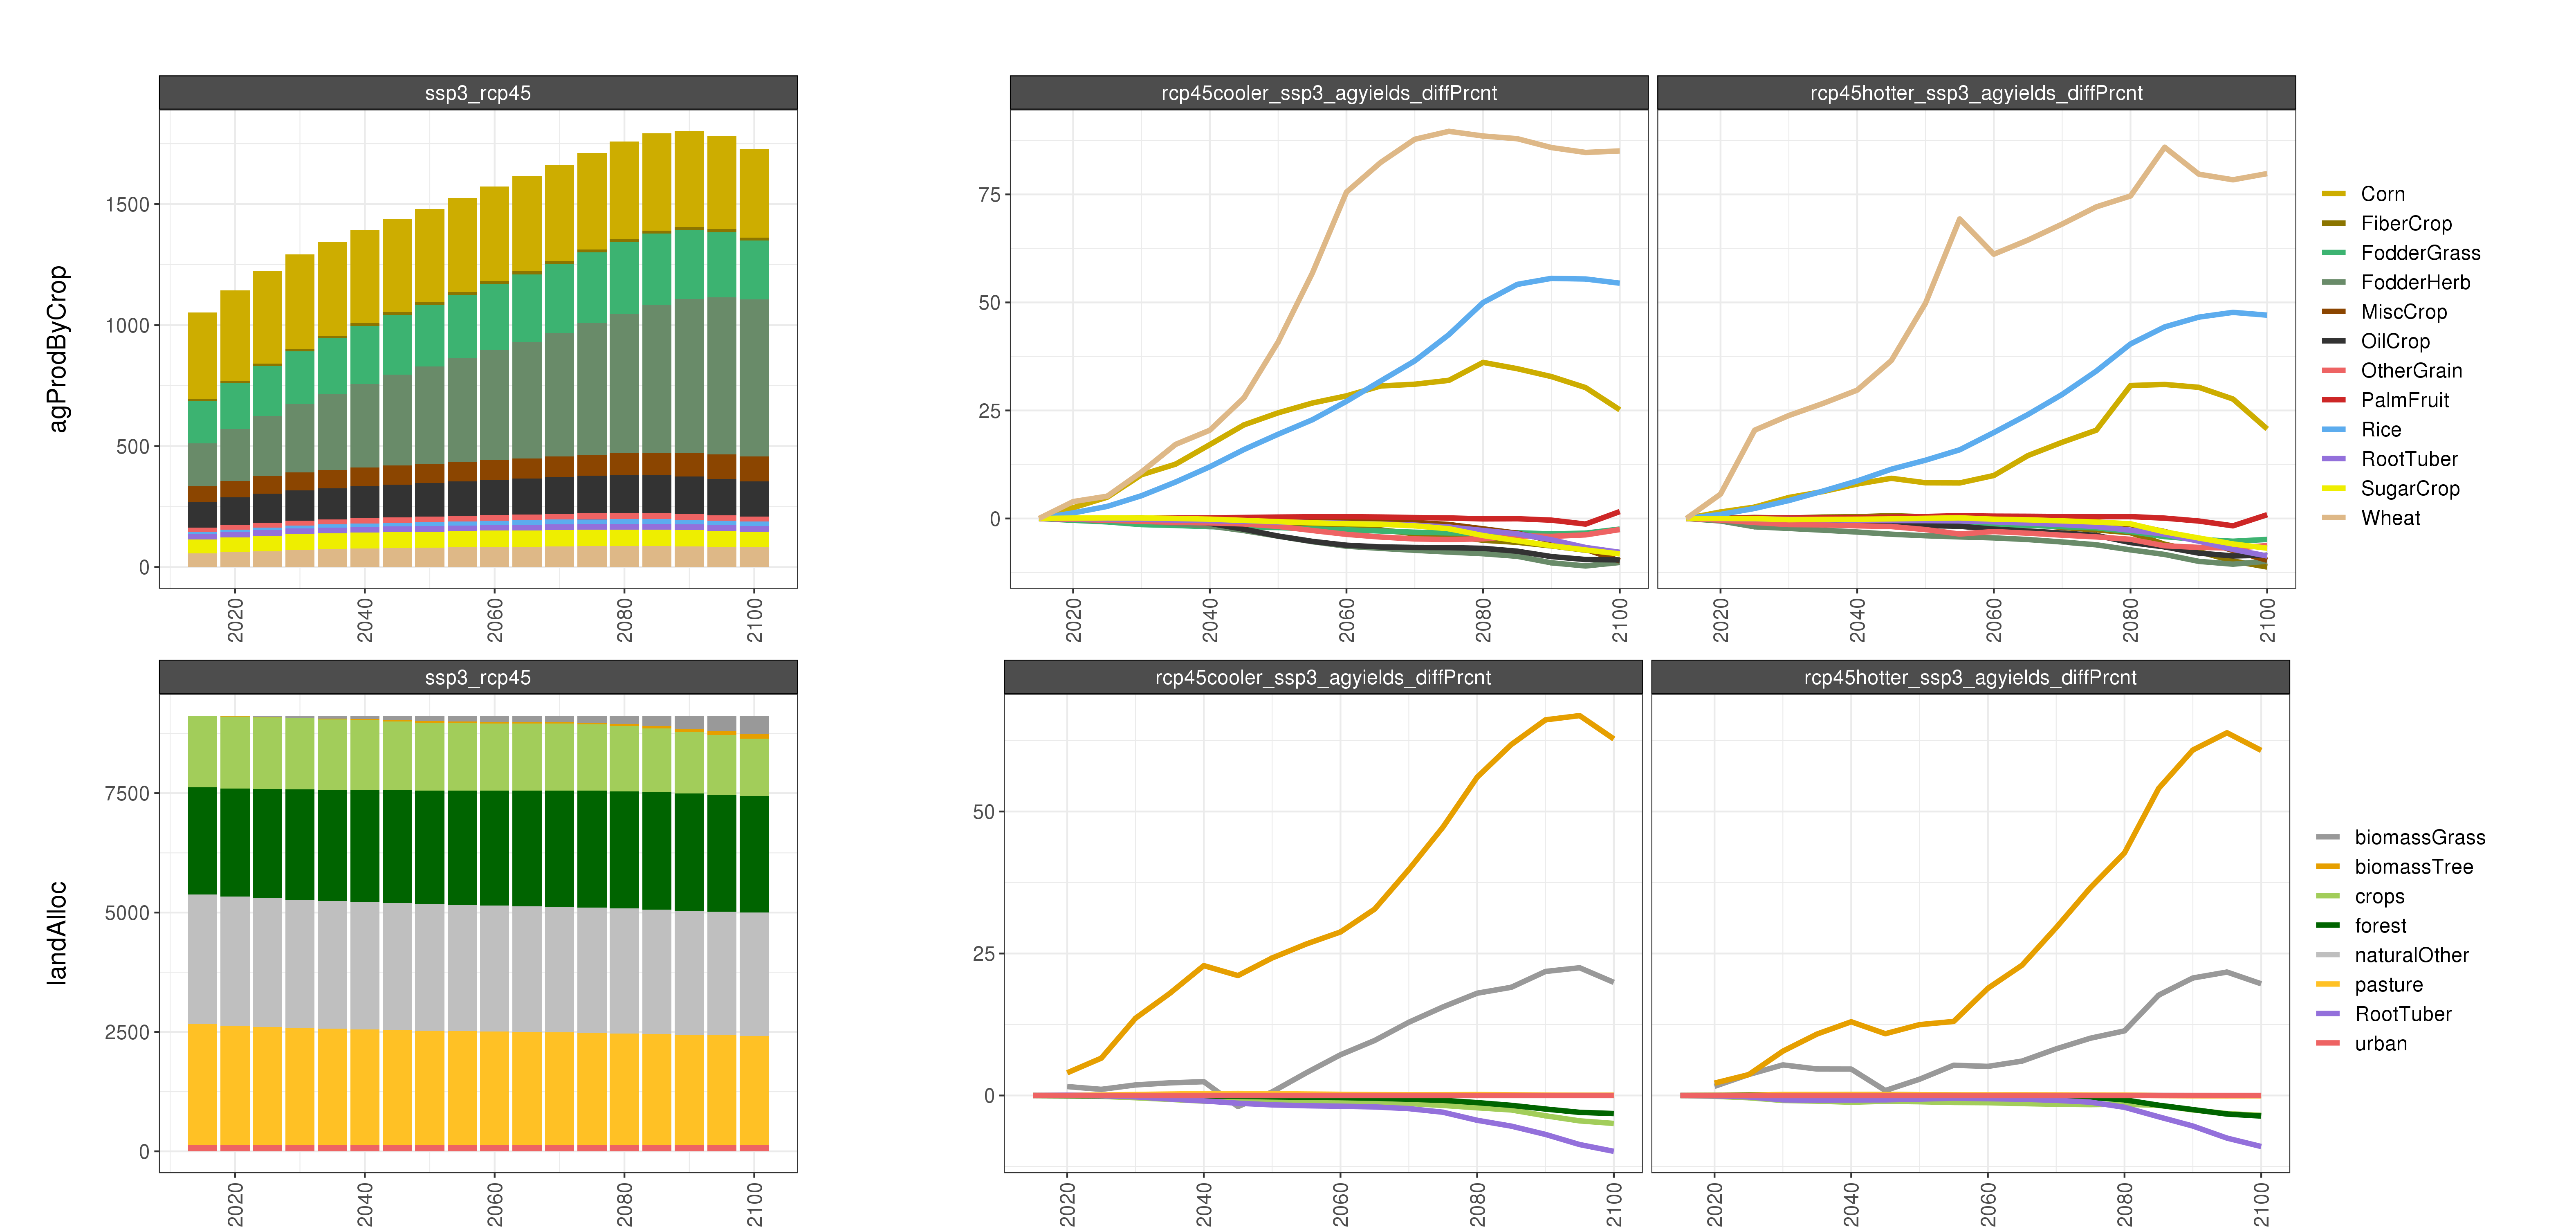 ssp3_rcp45
rcp45cooler_ssp3_agyields_diffPrcnt
rcp45hotter_ssp3_agyields_diffPrcnt
agProdByCrop
1500
1000
500
0
2020
2040
2060
2080
2100
75
50
25
0
2020
2040
2060
2080
2100
2020
2040
2060
2080
2100
Corn
FiberCrop
FodderGrass
FodderHerb
MiscCrop
OilCrop
OtherGrain
PalmFruit
Rice
RootTuber
SugarCrop
Wheat
ssp3_rcp45
rcp45cooler_ssp3_agyields_diffPrcnt
rcp45hotter_ssp3_agyields_diffPrcnt
landAlloc
7500
5000
2500
0
2020
2040
2060
2080
2100
50
25
0
2020
2040
2060
2080
2100
2020
2040
2060
2080
2100
biomassGrass
biomassTree
crops
forest
naturalOther
pasture
RootTuber
urban